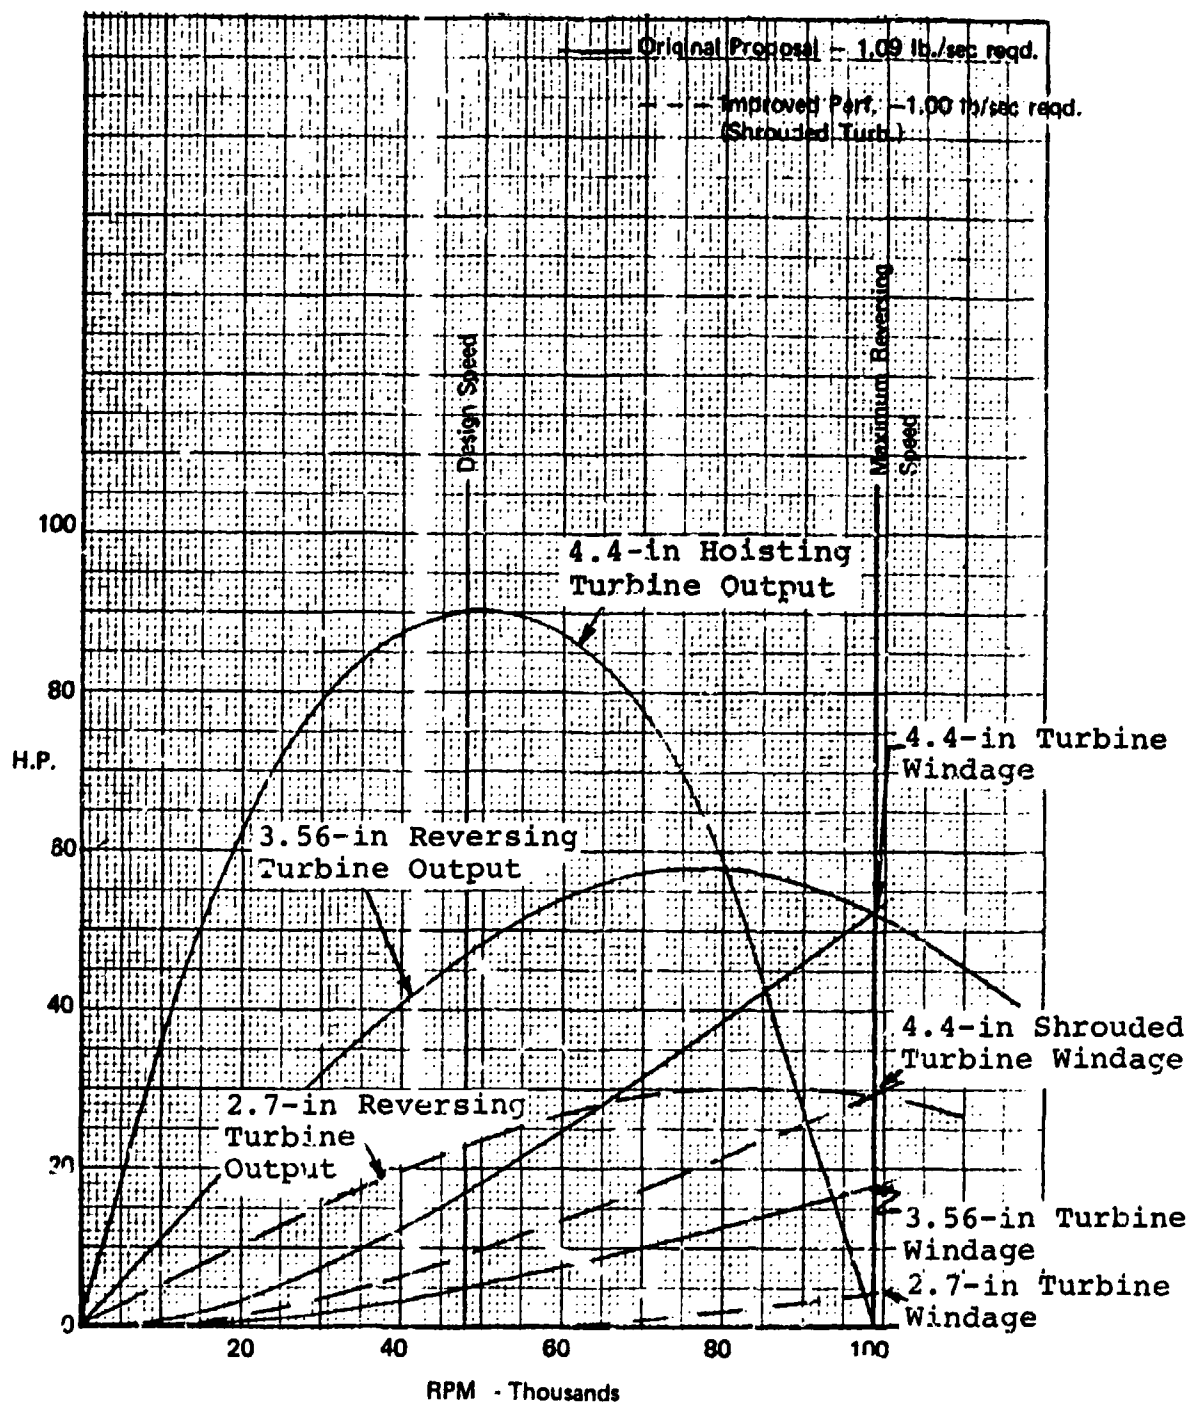 Original Proposal - 1.09 lb./sec reqd.
Improved Perf. -1.00 lb/sec reqd.
(Shrouded Turb.)
Design Speed
Maximum Reversing
Speed
100
80
H.P.
60
40
20
0
4.4-in Hoisting
Turbine Output
4.4-in Turbine
Windage
3.56-in Reversing
Turbine Output
4.4-in Shrouded
Turbine Windage
2.7-in Reversing
Turbine
Output
3.56-in Turbine
Windage
2.7-in Turbine
Windage
20
40
60
80
100
RPM - Thousands